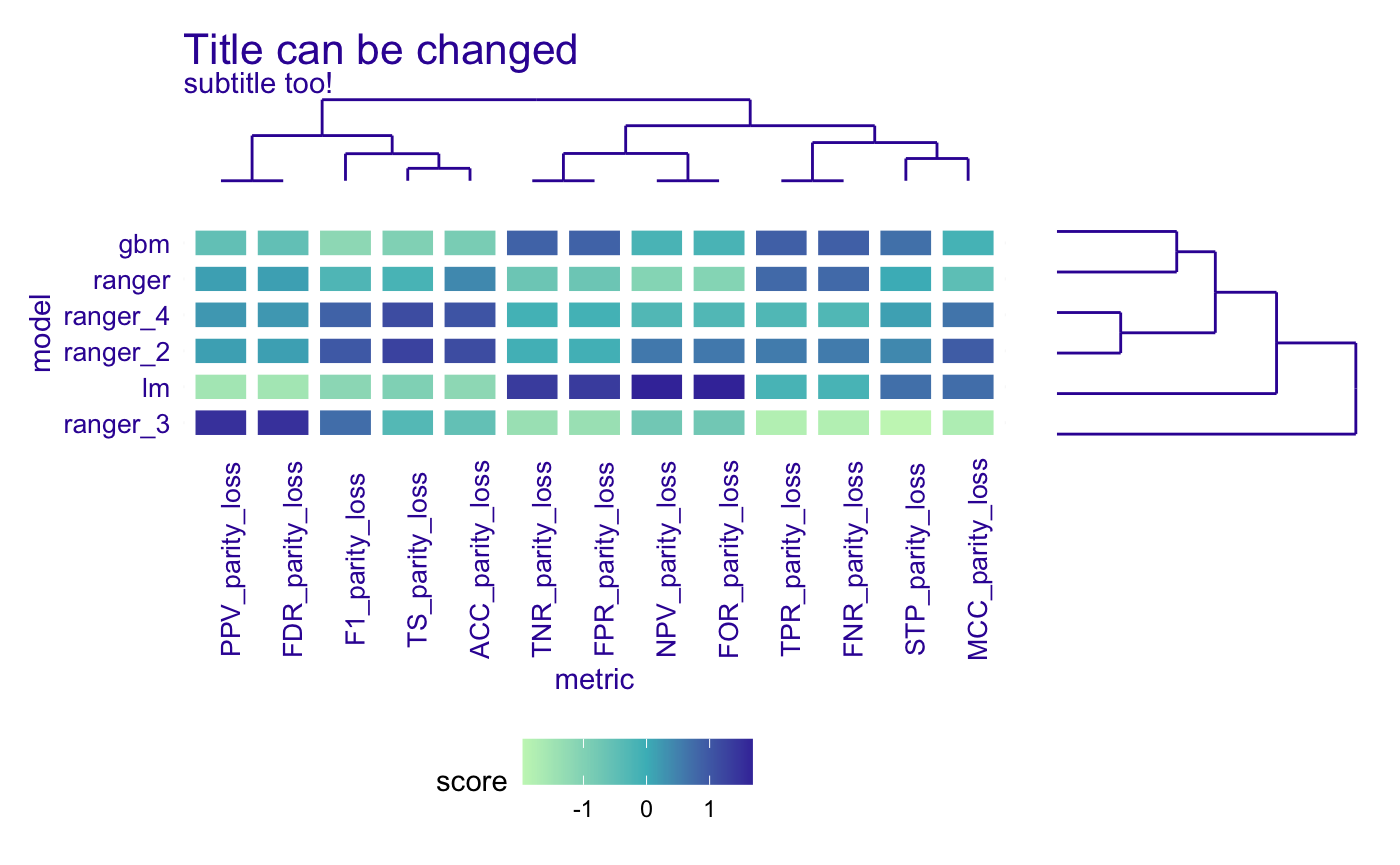 Title can be changed
subtitle too!
model
gbm
ranger
ranger_4
ranger_2
lm
ranger_3
PPV_parity_loss
FDR_parity_loss
F1_parity_loss
TS_parity_loss
ACC_parity_loss
TNR_parity_loss
FPR_parity_loss
NPV_parity_loss
FOR_parity_loss
TPR_parity_loss
FNR_parity_loss
STP_parity_loss
MCC_parity_loss
metric
score
-1 0 1